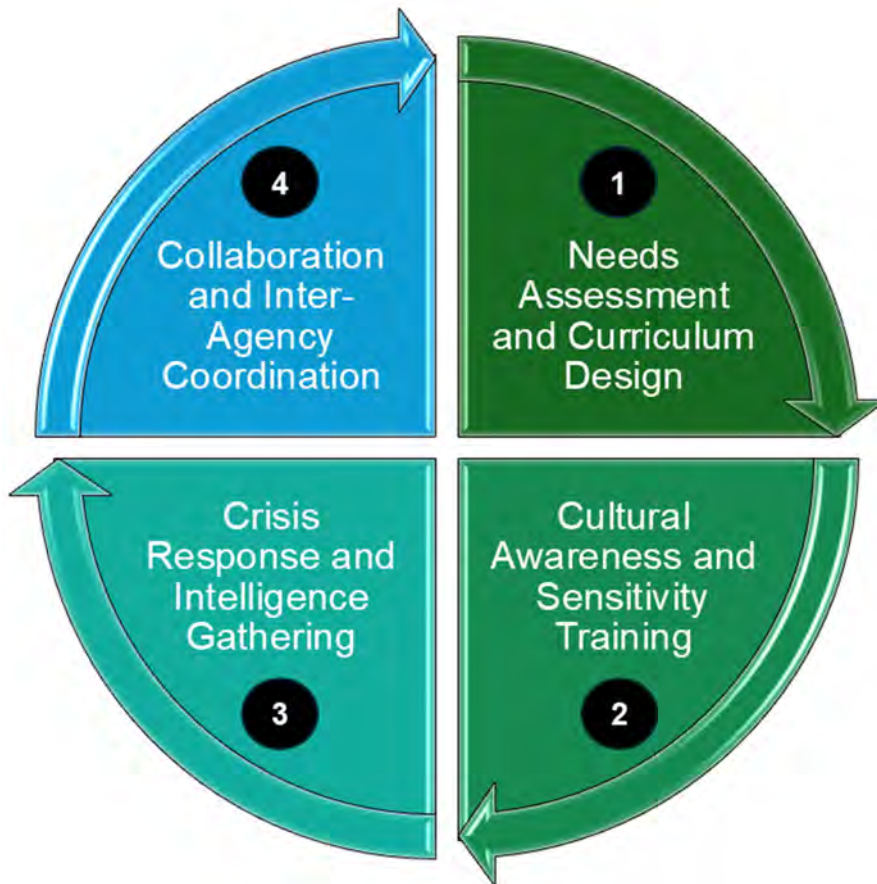 1
Needs
Assessment
and Curriculum
Design
Cultural
Awareness and
Sensitivity
Training
2
Crisis
Response and
Intelligence
Gathering
3
4
Collaboration
and Inter-
Agency
Coordination